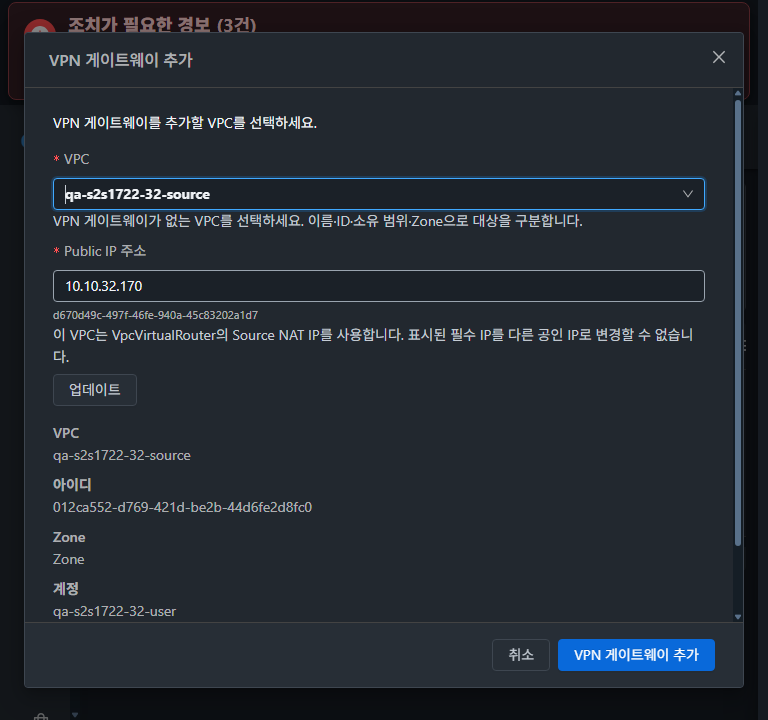 조치가 필요한 경보 (3건)
VPN 게이트웨이 추가
VPN 게이트웨이를 추가할 VPC를 선택하세요.
* VPC
qa-s2s1722-32-source
VPN 게이트웨이가 없는 VPC를 선택하세요. 이름·ID·소유 범위·Zone으로 대상을 구분합니다.
* Public IP 주소
10.10.32.170
d670d49c-497f-46fe-940a-45c83202a1d7
이 VPC는 VpcVirtualRouter의 Source NAT IP를 사용합니다. 표시된 필수 IP를 다른 공인 IP로 변경할 수 없습니
다.
업데이트
VPC
qa-s2s1722-32-source
아이디
012ca552-d769-421d-be2b-44d6fe2d8fc0
Zone
Zone
계정
qa-s2s1722-32-user
취소
VPN 게이트웨이 추가